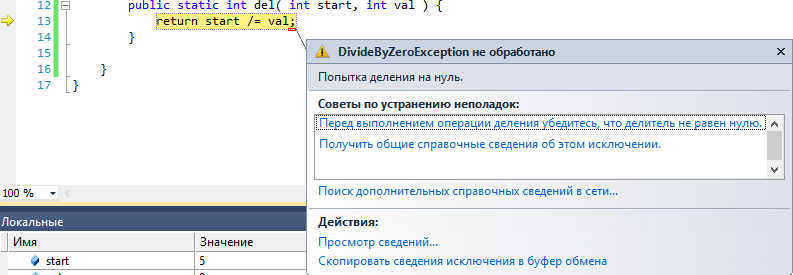 12 public static int del( int start, int val ) {
13 return start /= val;
14 }
15
16 }
17 }
DivideByZeroException не обработано
Попытка деления на нуль.
Советы по устранению неполадок:
Перед выполнением операции деления убедитесь, что делитель не равен нулю.
Получить общие справочные сведения об этом исключении.
Поиск дополнительных справочных сведений в сети...
Действия:
Просмотр сведений...
Скопировать сведения исключения в буфер обмена
100 %
Локальные
Имя Значение
start 5